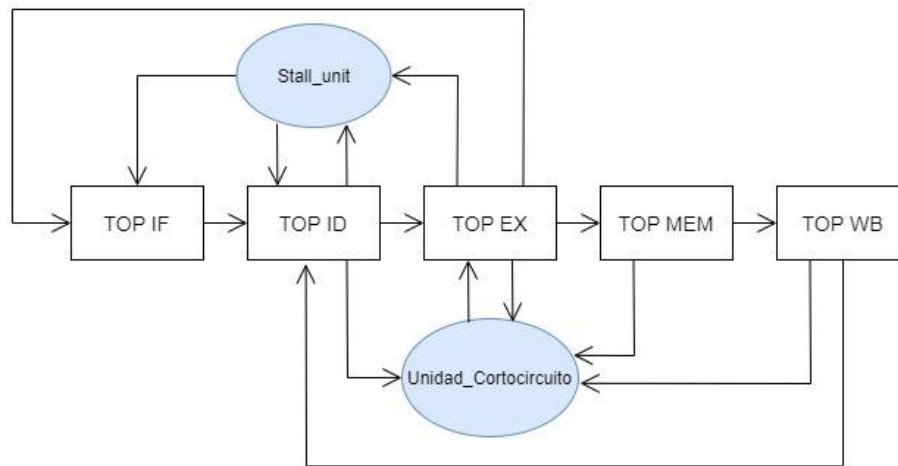 Stall_unit
TOP IF
TOP ID
TOP EX
TOP MEM
TOP WB
Unidad_Cortocircuito